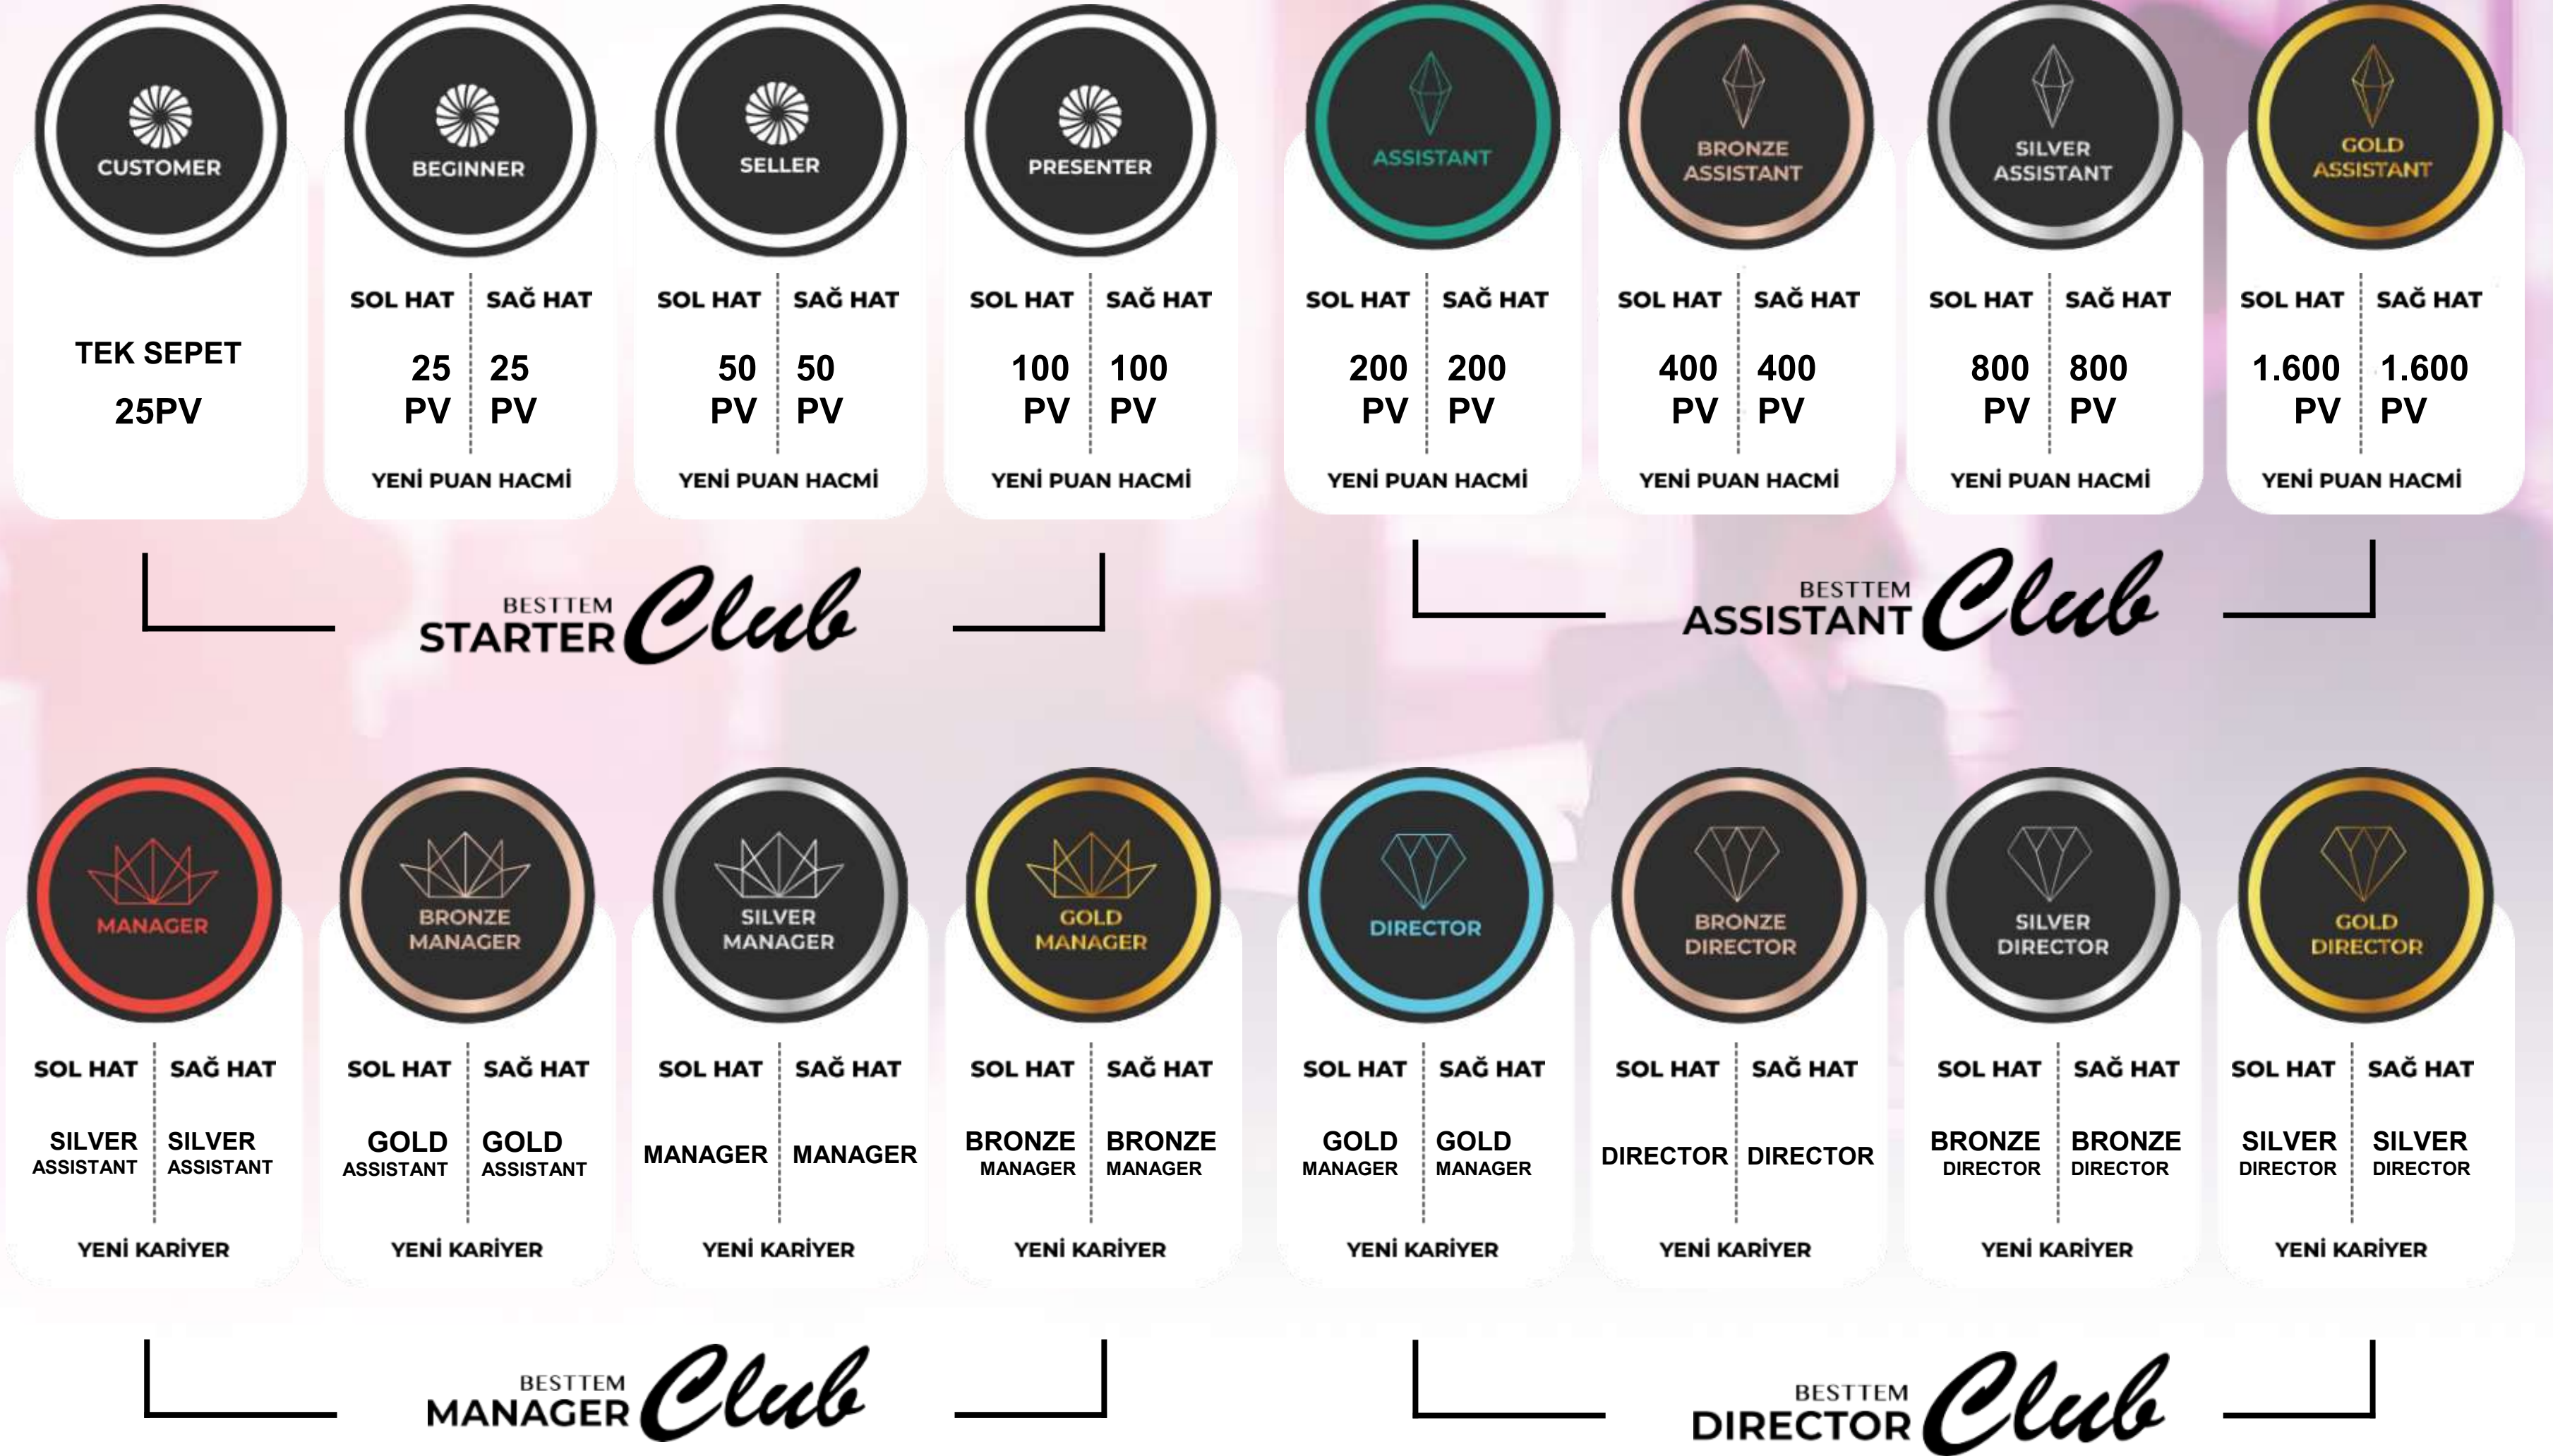 CUSTOMER
TEK SEPET
25PV
BEGINNER
SOL HAT SAĞ HAT
25 25
PV PV
YENİ PUAN HACMİ
SELLER
SOL HAT SAĞ HAT
50 50
PV PV
YENİ PUAN HACMİ
PRESENTER
SOL HAT SAĞ HAT
100 100
PV PV
YENİ PUAN HACMİ
BESTTEM
STARTER Club
ASSISTANT
SOL HAT SAĞ HAT
200 200
PV PV
YENİ PUAN HACMİ
BRONZE
ASSISTANT
SOL HAT SAĞ HAT
400 400
PV PV
YENİ PUAN HACMİ
SILVER
ASSISTANT
SOL HAT SAĞ HAT
800 800
PV PV
YENİ PUAN HACMİ
GOLD
ASSISTANT
SOL HAT SAĞ HAT
1.600 1.600
PV PV
YENİ PUAN HACMİ
BESTTEM
ASSISTANT Club
MANAGER
SOL HAT SAĞ HAT
SILVER SILVER
ASSISTANT ASSISTANT
YENİ KARİYER
BRONZE
MANAGER
SOL HAT SAĞ HAT
GOLD GOLD
ASSISTANT ASSISTANT
YENİ KARİYER
SILVER
MANAGER
SOL HAT SAĞ HAT
MANAGER MANAGER
YENİ KARİYER
GOLD
MANAGER
SOL HAT SAĞ HAT
BRONZE BRONZE
MANAGER MANAGER
YENİ KARİYER
BESTTEM
MANAGER Club
DIRECTOR
SOL HAT SAĞ HAT
GOLD GOLD
MANAGER MANAGER
YENİ KARİYER
BRONZE
DIRECTOR
SOL HAT SAĞ HAT
DIRECTOR DIRECTOR
YENİ KARİYER
SILVER
DIRECTOR
SOL HAT SAĞ HAT
BRONZE BRONZE
DIRECTOR DIRECTOR
YENİ KARİYER
GOLD
DIRECTOR
SOL HAT SAĞ HAT
SILVER SILVER
DIRECTOR DIRECTOR
YENİ KARİYER
BESTTEM
DIRECTOR Club